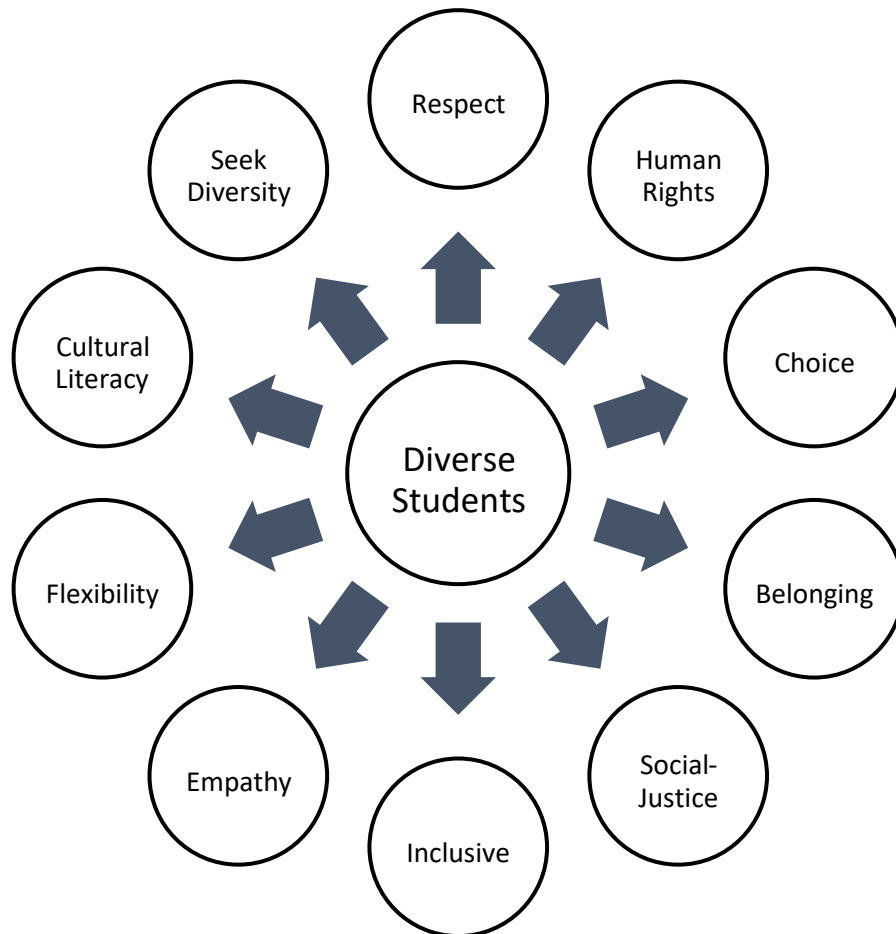 Respect
Human
Rights
Choice
Belonging
Social-
Justice
Inclusive
Empathy
Flexibility
Cultural
Literacy
Seek
Diversity
Diverse
Students